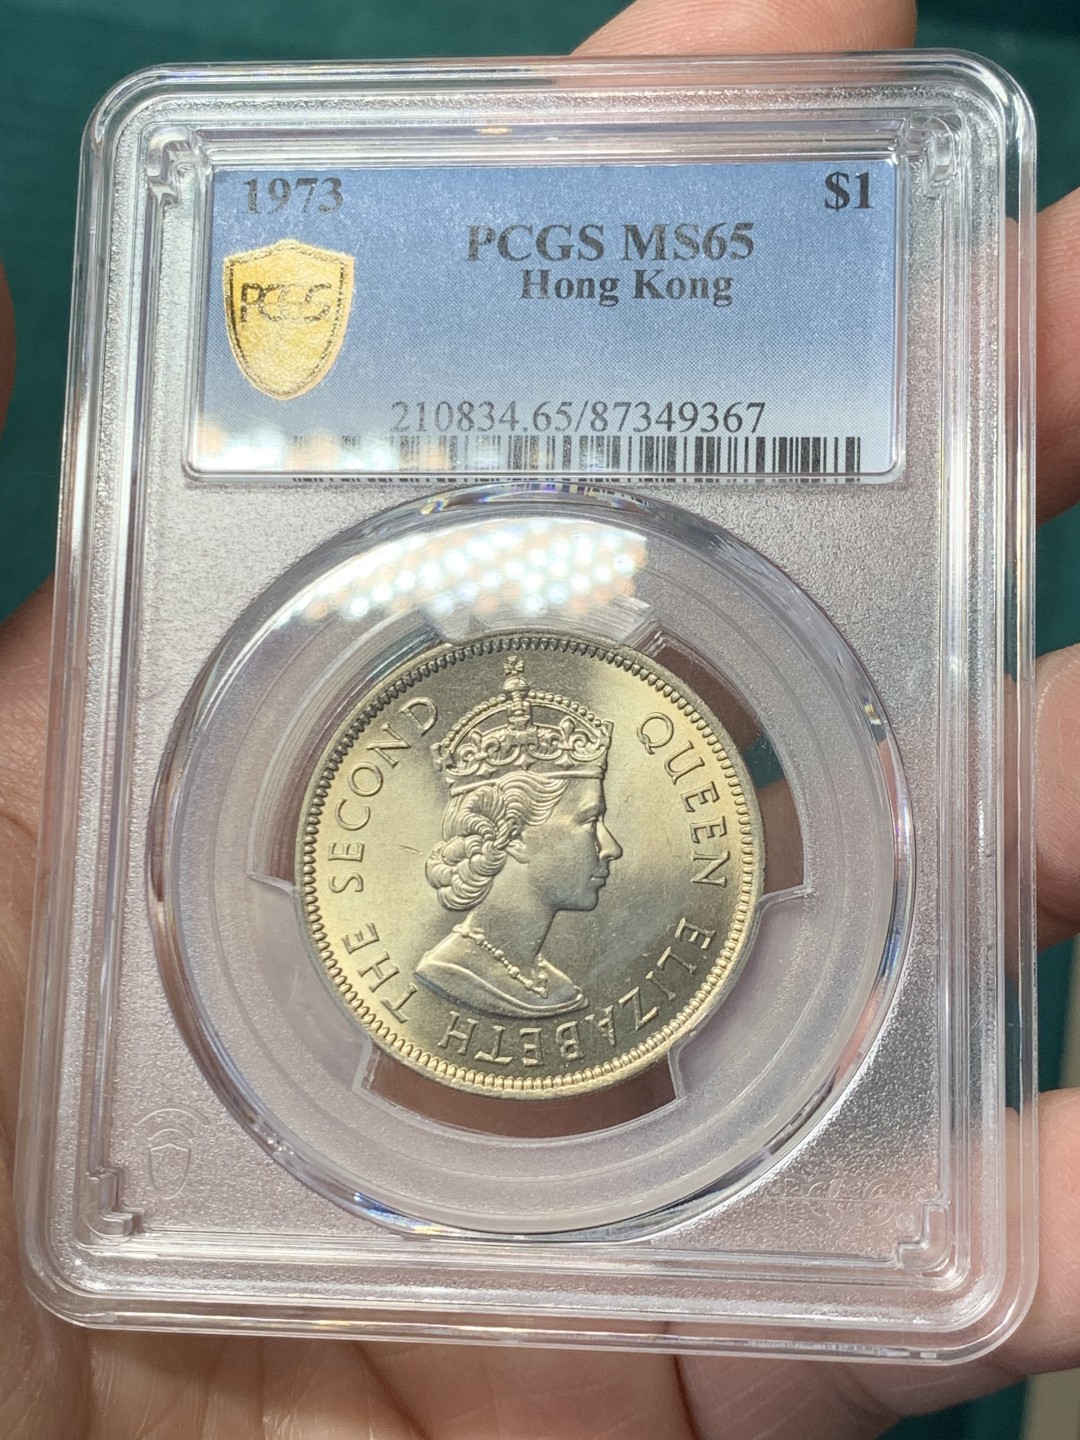 1973 $1
PCGS MS65
Hong Kong
PCGS
210834.65/87349367
QUEEN ELIZABETH THE SECOND